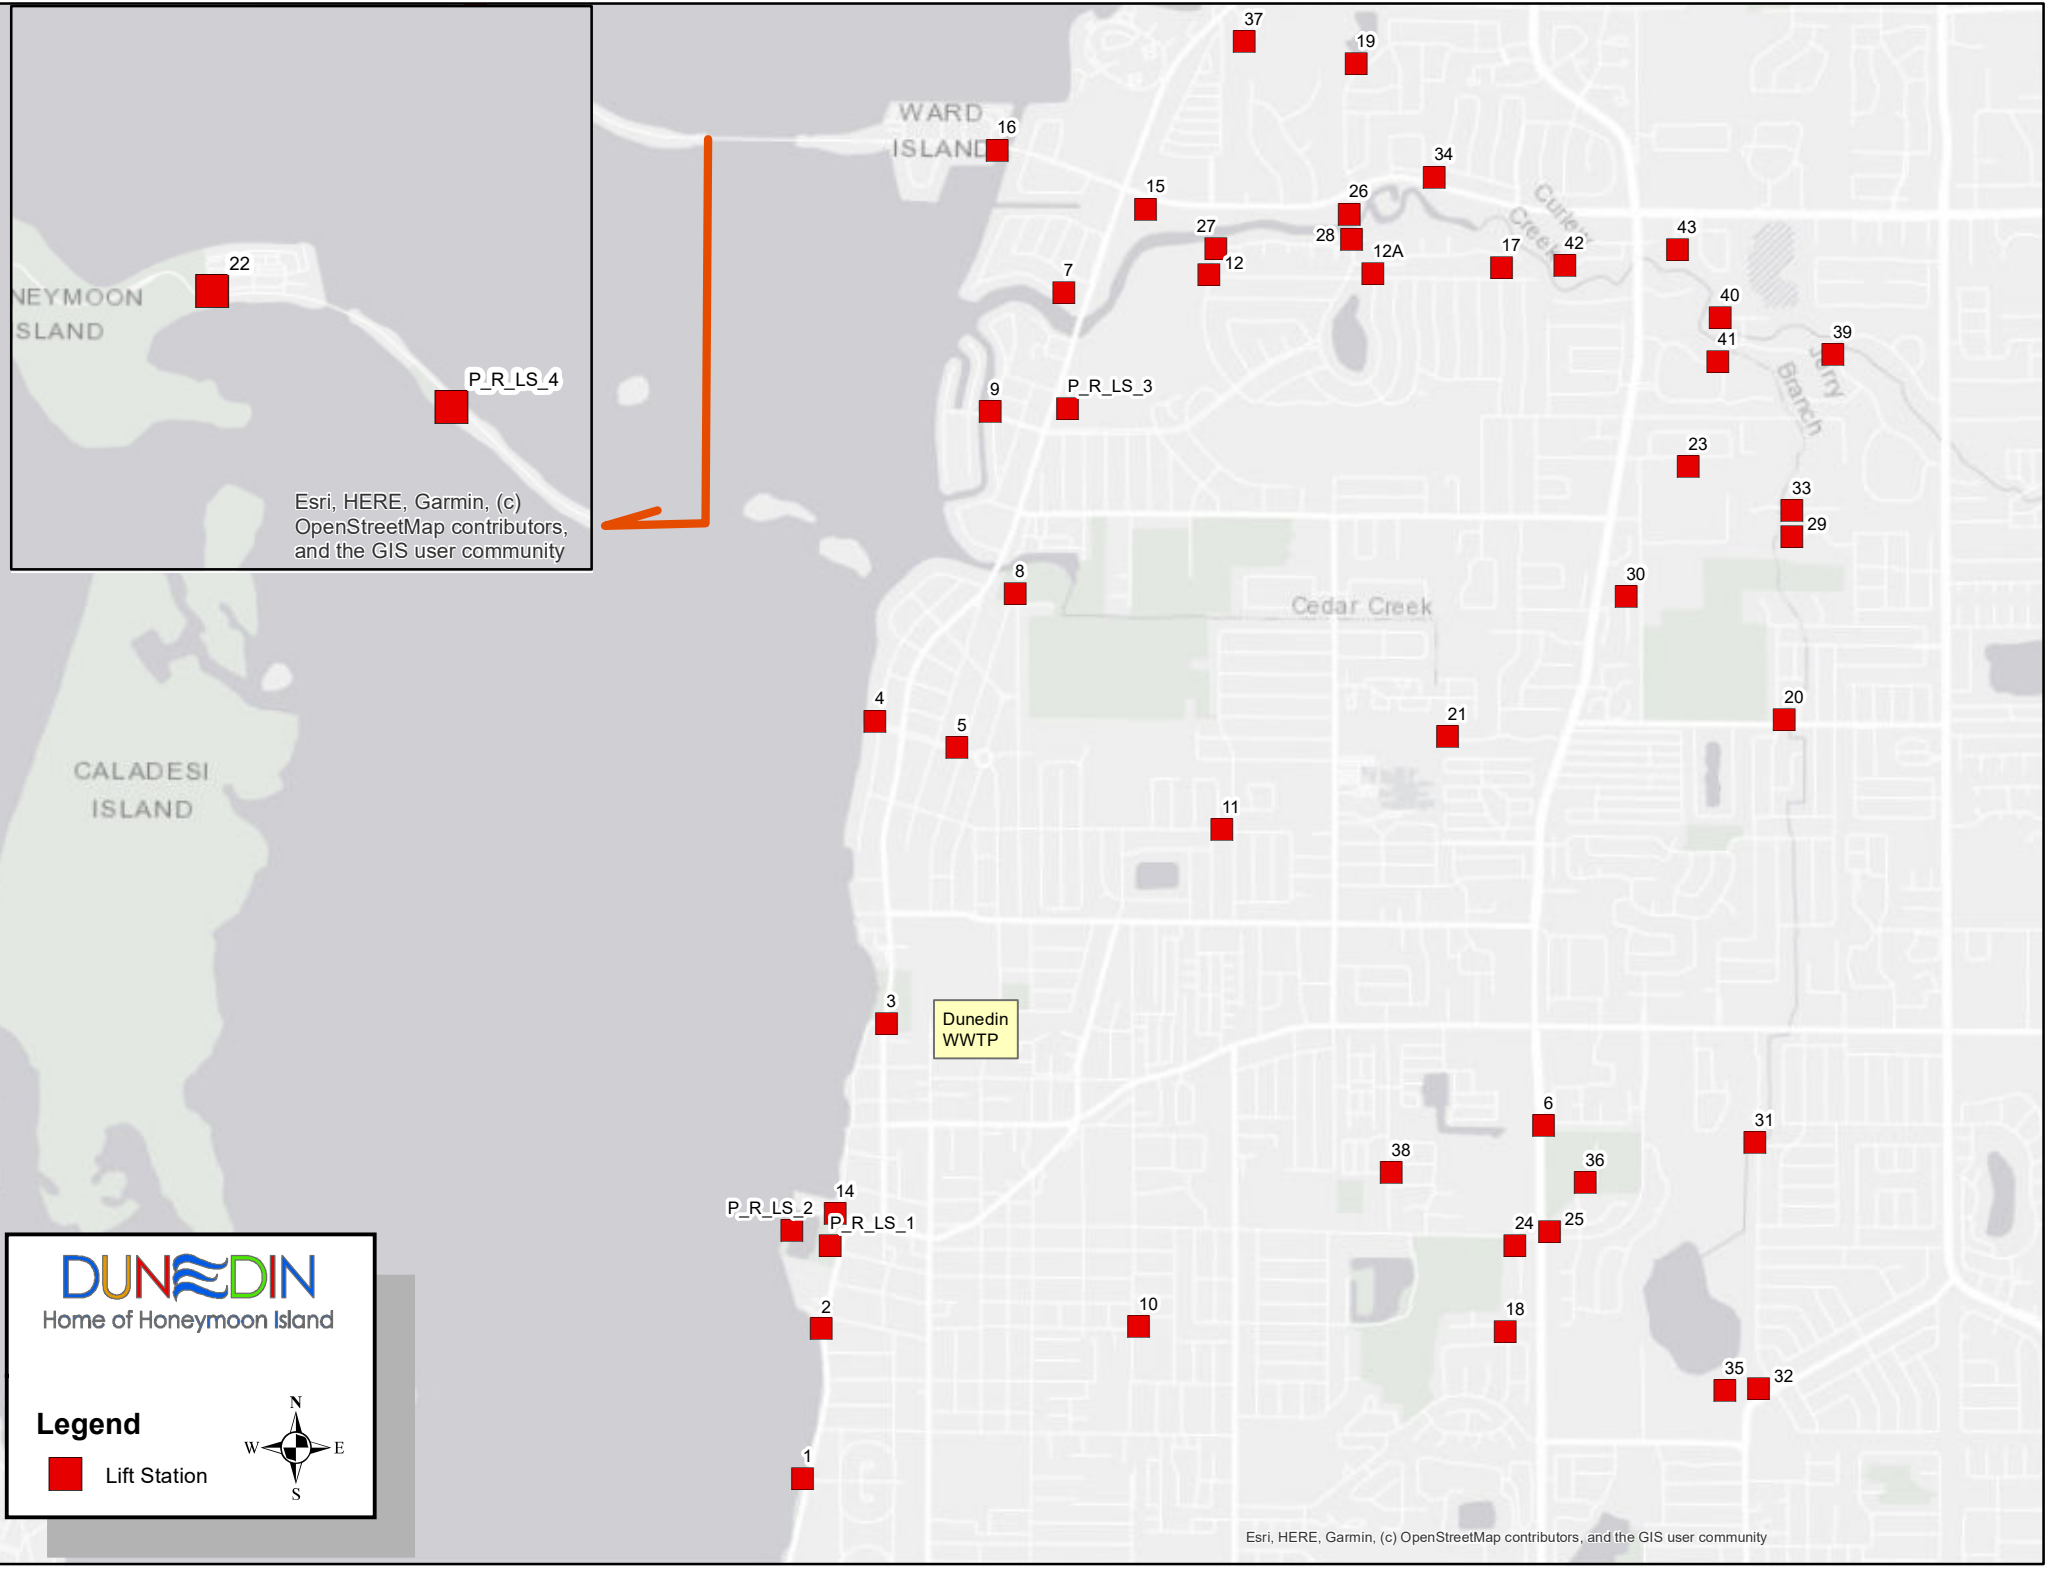 37
19
WARD
ISLAND
16
34
15
26
Curlew
Creek
27
28
12A
17
42
43
12
22
7
NEYMOON
SLAND
40
39
41
Jerry
Branch
P_R_LS_4
9
P_R_LS_3
23
Esri, HERE, Garmin, (c)
OpenStreetMap contributors,
and the GIS user community
33
29
8
30
Cedar Creek
4
5
21
20
CALADESI
ISLAND
11
3
Dunedin
WWTP
6
31
38
36
14
P_R_LS_2
P_R_LS_1
24
25
DUNEDIN
Home of Honeymoon Island
2
10
18
35
32
Legend
N
W
E
S
Lift Station
1
Esri, HERE, Garmin, (c) OpenStreetMap contributors, and the GIS user community